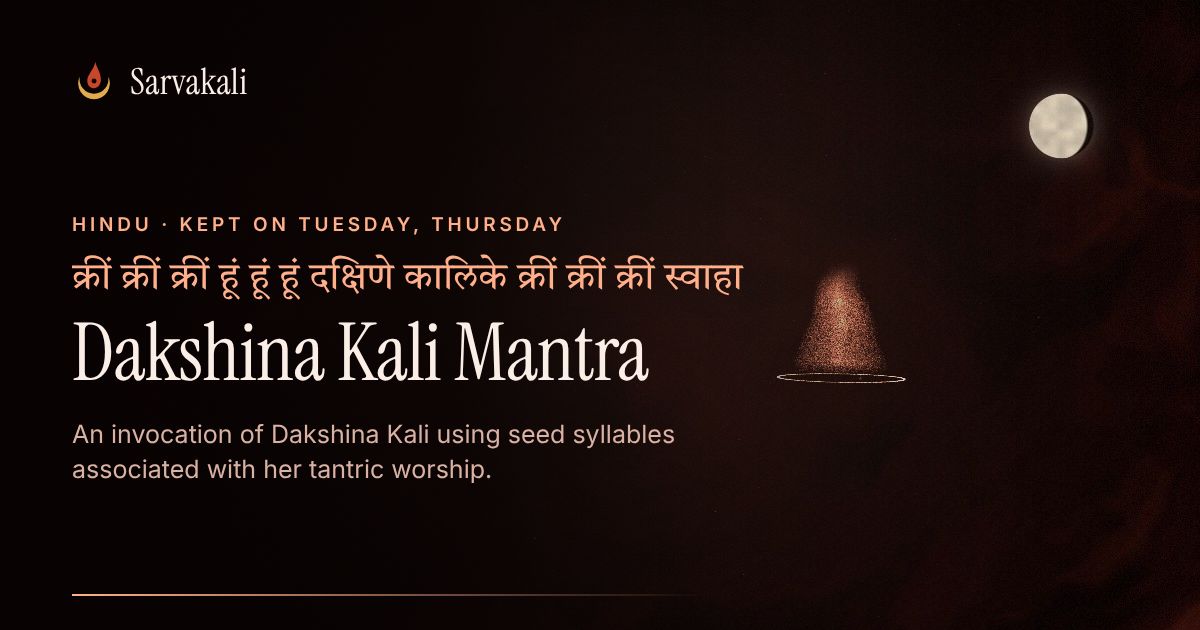 Sarvakali
HINDU · KEPT ON TUESDAY, THURSDAY
क्रीं क्रीं क्रीं हूं हूं हूं दक्षिणे कालिके क्रीं क्रीं क्रीं स्वाहा
Dakshina Kali Mantra
An invocation of Dakshina Kali using seed syllables
associated with her tantric worship.